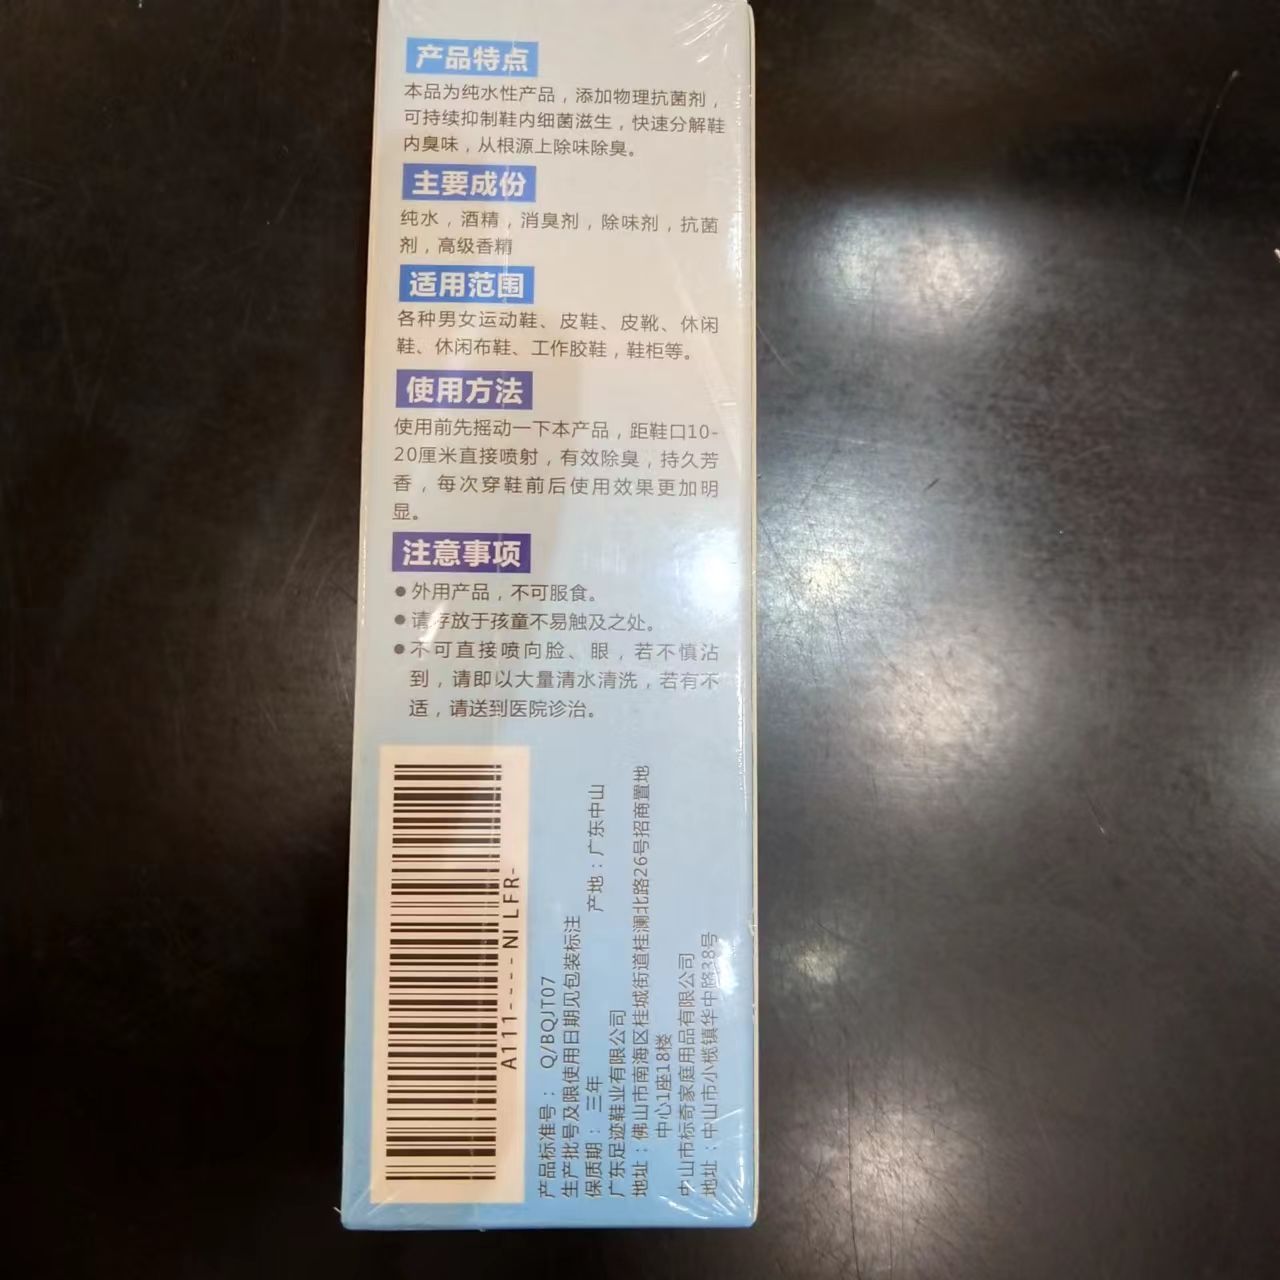 产品特点
本品为纯水性产品，添加物理抗菌剂，
可持续抑制鞋内细菌滋生，快速分解鞋
内臭味，从根源上除味除臭。
主要成份
纯水，酒精，消臭剂，除味剂，抗菌
剂，高级香精
适用范围
各种男女运动鞋、皮鞋、皮靴、休闲
鞋、休闲布鞋、工作胶鞋，鞋柜等。
使用方法
使用前先摇动一下本产品，距鞋口10-
20厘米直接喷射，有效除臭，持久芳
香，每次穿鞋前后使用效果更加明
显。
注意事项
●外用产品，不可服食。
●请存放于孩童不易触及之处。
●不可直接喷向脸、眼，若不慎沾
到，请即以大量清水清洗，若有不
适，请送到医院诊治。
A111----NI LFR-
产品标准号： Q/BQJT07
生产批号及限使用日期见包装标注
保质期： 三年 产地：广东中山
广东足迹鞋业有限公司
地址：佛山市南海区桂城街道桂澜北路26号招商置地
中心1座18楼
中山市标奇家庭用品有限公司
地址：中山市小榄镇华中路38号